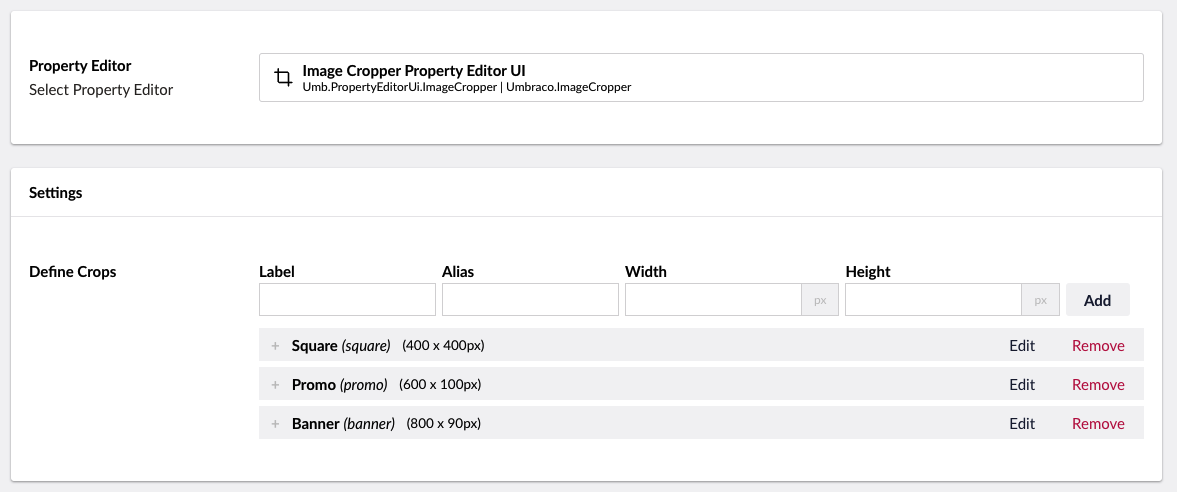 Property Editor
Select Property Editor
Image Cropper Property Editor UI
Umb.PropertyEditorUi.ImageCropper | Umbraco.ImageCropper
Settings
Define Crops
Label Alias Width Height
px px Add
+ Square (square) (400 x 400px) Edit Remove
+ Promo (promo) (600 x 100px) Edit Remove
+ Banner (banner) (800 x 90px) Edit Remove